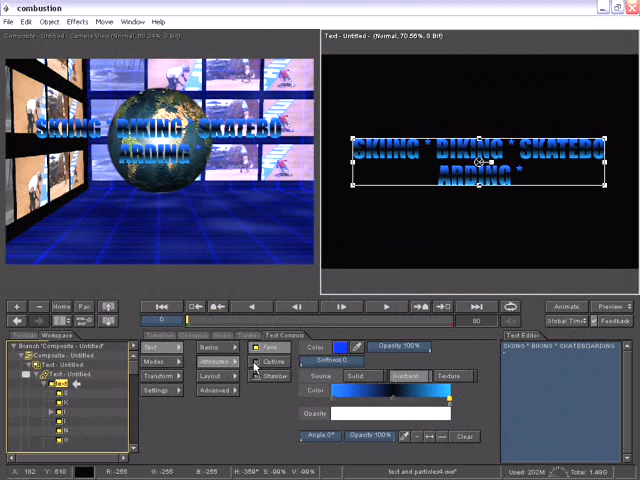 combustion
File Edit Object Effects Movie Window Help
Composite - Untitled - Camera View (Normal, 69.34%, 8 Bit)
Text - Untitled - (Normal, 70.56%, 8 Bit)
SKIING * BIKING * SKATEBO
ARDING *
SKIING * BIKING * SKATEBO
ARDING *
Home Pan
Animate Preview
0 90 Global Time Feedback
Toolbar Workspace Timeline Operators Audio Tracker Text Controls Text Editor
Branch 'Composite - Untitled'
Composite - Untitled
Text - Untitled
Text - Untitled
text
S
K
I
I
N
G
Text Basics Face
Modes Attributes Outline
Transform Layout Shadow
Settings Advanced
Color Opacity 100%
Softness 0
Source Solid Gradient Texture
Color
Opacity
Angle 0° Opacity 100% Clear
SKIING * BIKING * SKATEBOARDING
*
X: 182 Y: 510 R: -255 G: -255 B: -255 H: -359° S: -99% V: -99% text and particles4.cws* Used: 202M Total: 1.49G